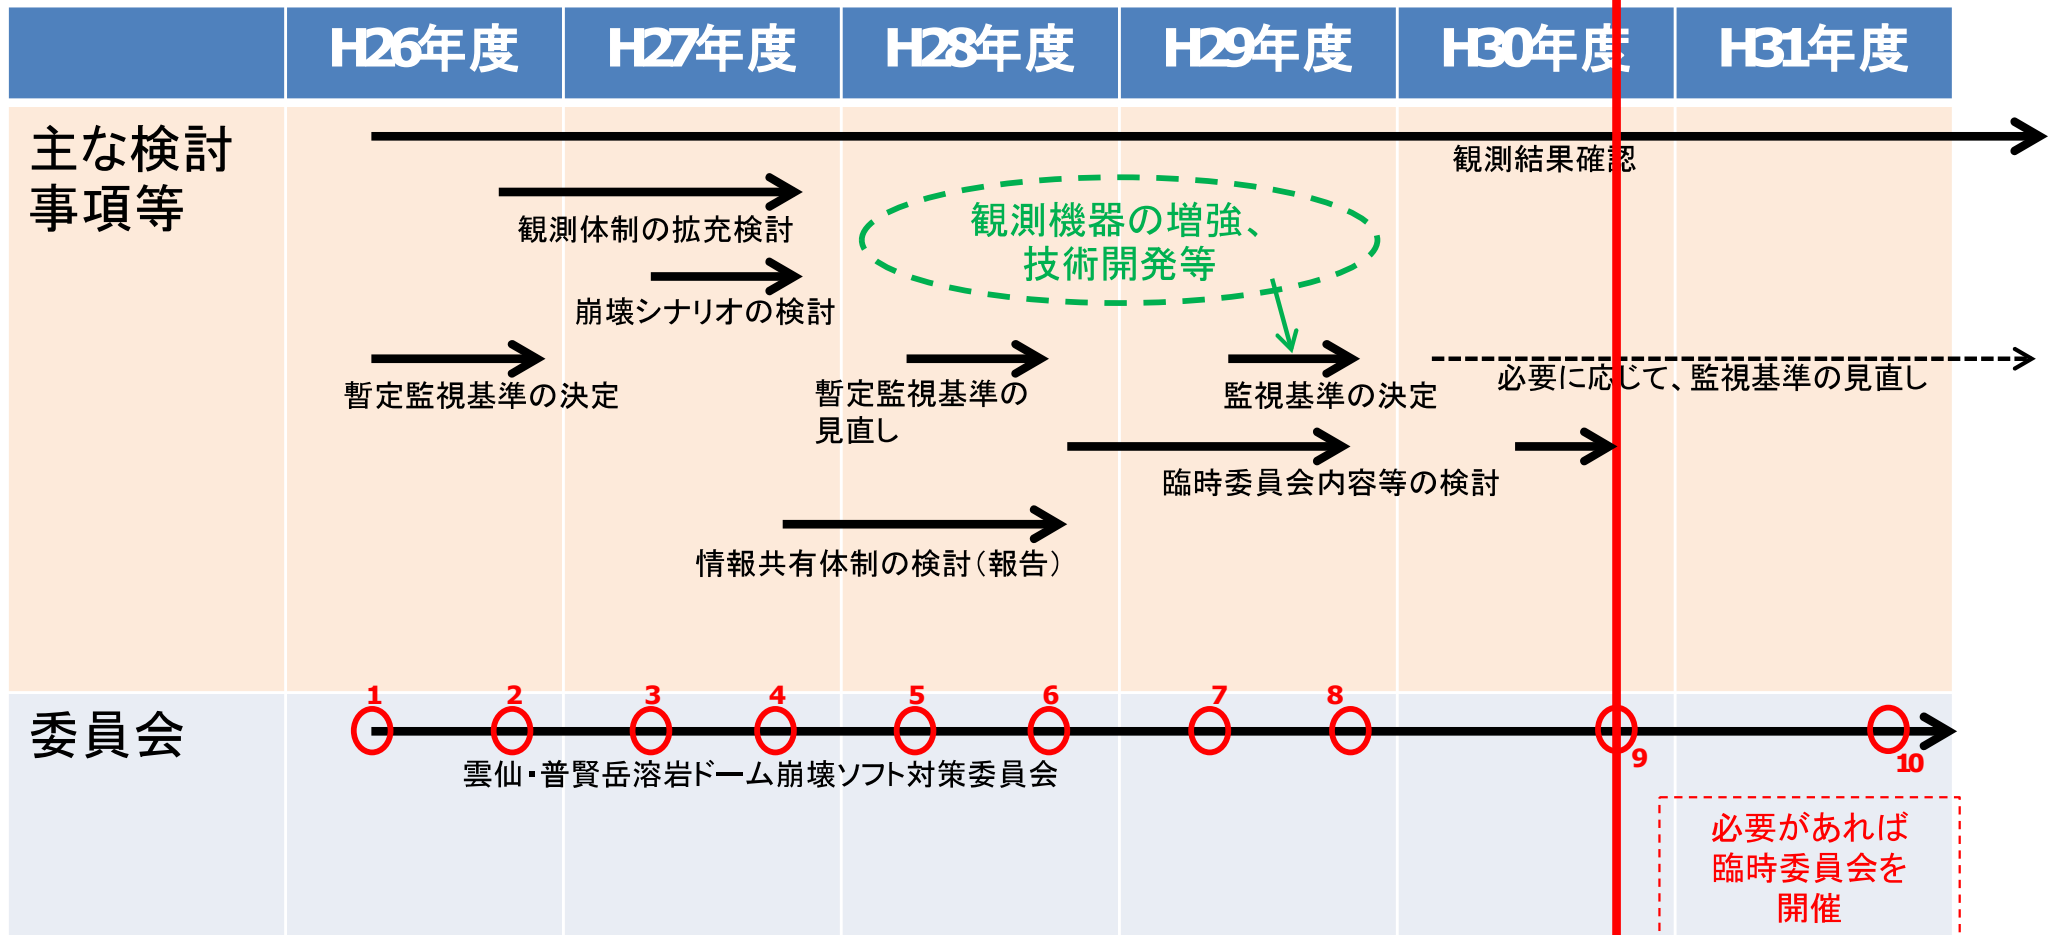 H26年度
H27年度
H28年度
H29年度
H30年度
H31年度
主な検討
事項等
観測結果確認
観測体制の拡充検討
観測機器の増強、
技術開発等
崩壊シナリオの検討
暫定監視基準の決定
暫定監視基準の
見直し
監視基準の決定
必要に応じて、監視基準の見直し
臨時委員会内容等の検討
情報共有体制の検討（報告）
委員会
1
2
3
4
5
6
7
8
9
10
雲仙・普賢岳溶岩ドーム崩壊ソフト対策委員会
必要があれば
臨時委員会を
開催